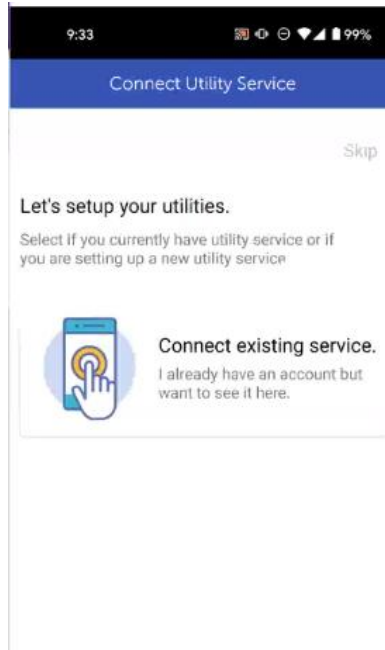 9:33
99%
Connect Utility Service
Skip
Let's setup your utilities.
Select if you currently have utility service or if
you are setting up a new utility service
Connect existing service.
I already have an account but
want to see it here.